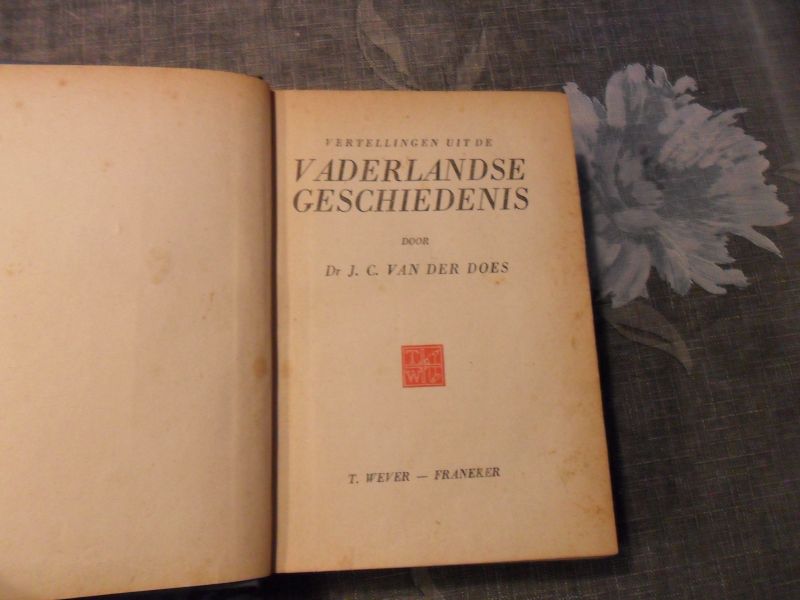 VERTELLINGEN UIT DE
VADERLANDSE
GESCHIEDENIS
DOOR
Dr J. C. VAN DER DOES
T. WEVER — FRANEKER